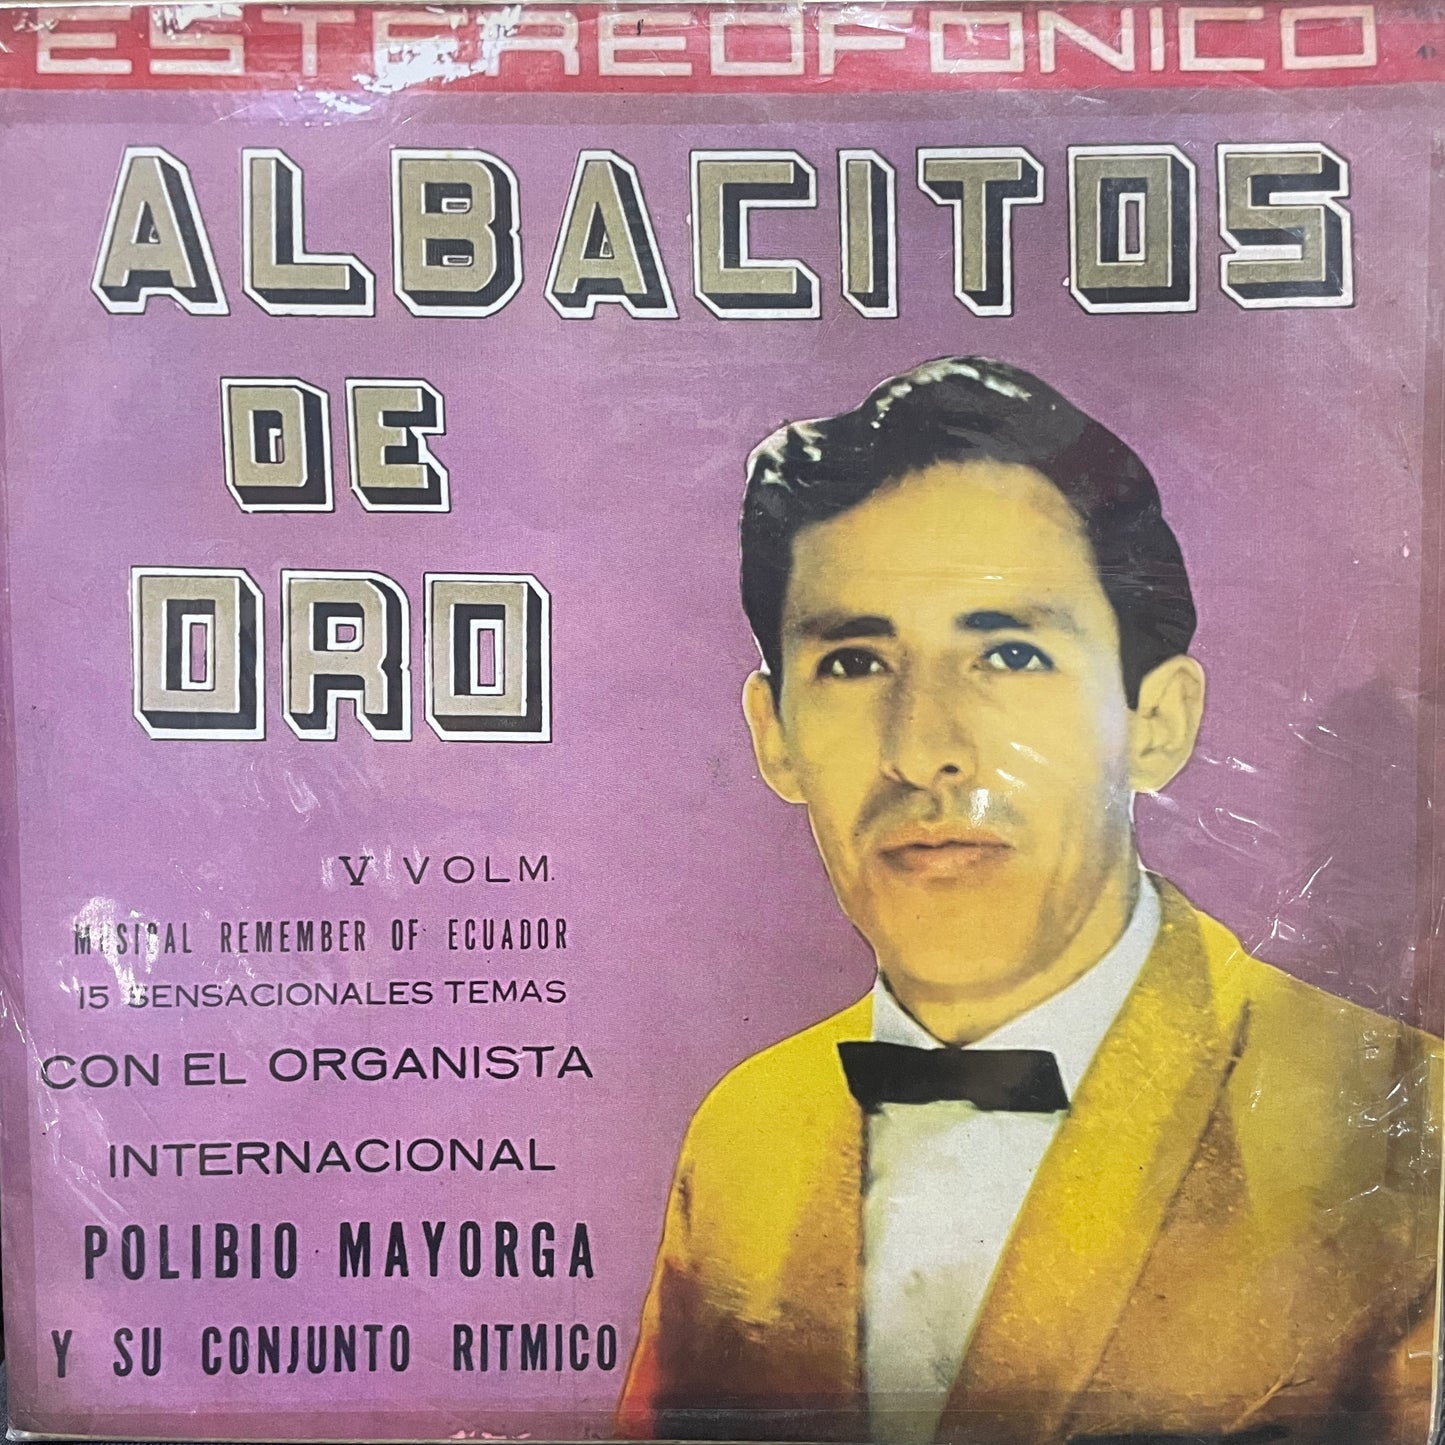 ESTEREOFONICO
ALBACITOS
DE
ORO
V VOLM.
MUSICAL REMEMBER OF ECUADOR
15 SENSACIONALES TEMAS
CON EL ORGANISTA
INTERNACIONAL
POLIBIO MAYORGA
Y SU CONJUNTO RITMICO